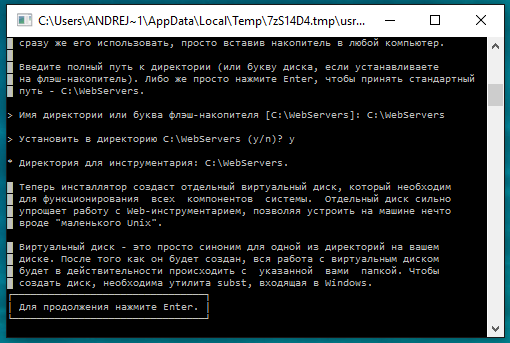 C:\Users\ANDREJ~1\AppData\Local\Temp\7zS14D4.tmp\usr...
сразу же его использовать, просто вставив накопитель в любой компьютер.
Введите полный путь к директории (или букву диска, если устанавливаете
на флэш-накопитель). Либо же просто нажмите Enter, чтобы принять стандартный
путь - C:\WebServers.
> Имя директории или буква флэш-накопителя [C:\WebServers]: C:\WebServers
> Установить в директорию C:\WebServers (y/n)? y
* Директория для инструментария: C:\WebServers.
Теперь инсталлятор создаст отдельный виртуальный диск, который необходим
для функционирования всех компонентов системы. Отдельный диск сильно
упрощает работу с Web-инструментарием, позволяя устроить на машине нечто
вроде "маленького Unix".
Виртуальный диск - это просто синоним для одной из директорий на вашем
диске. После того как он будет создан, вся работа с виртуальным диском
будет в действительности происходить с указанной вами папкой. Чтобы
создать диск, необходима утилита subst, входящая в Windows.
Для продолжения нажмите Enter.